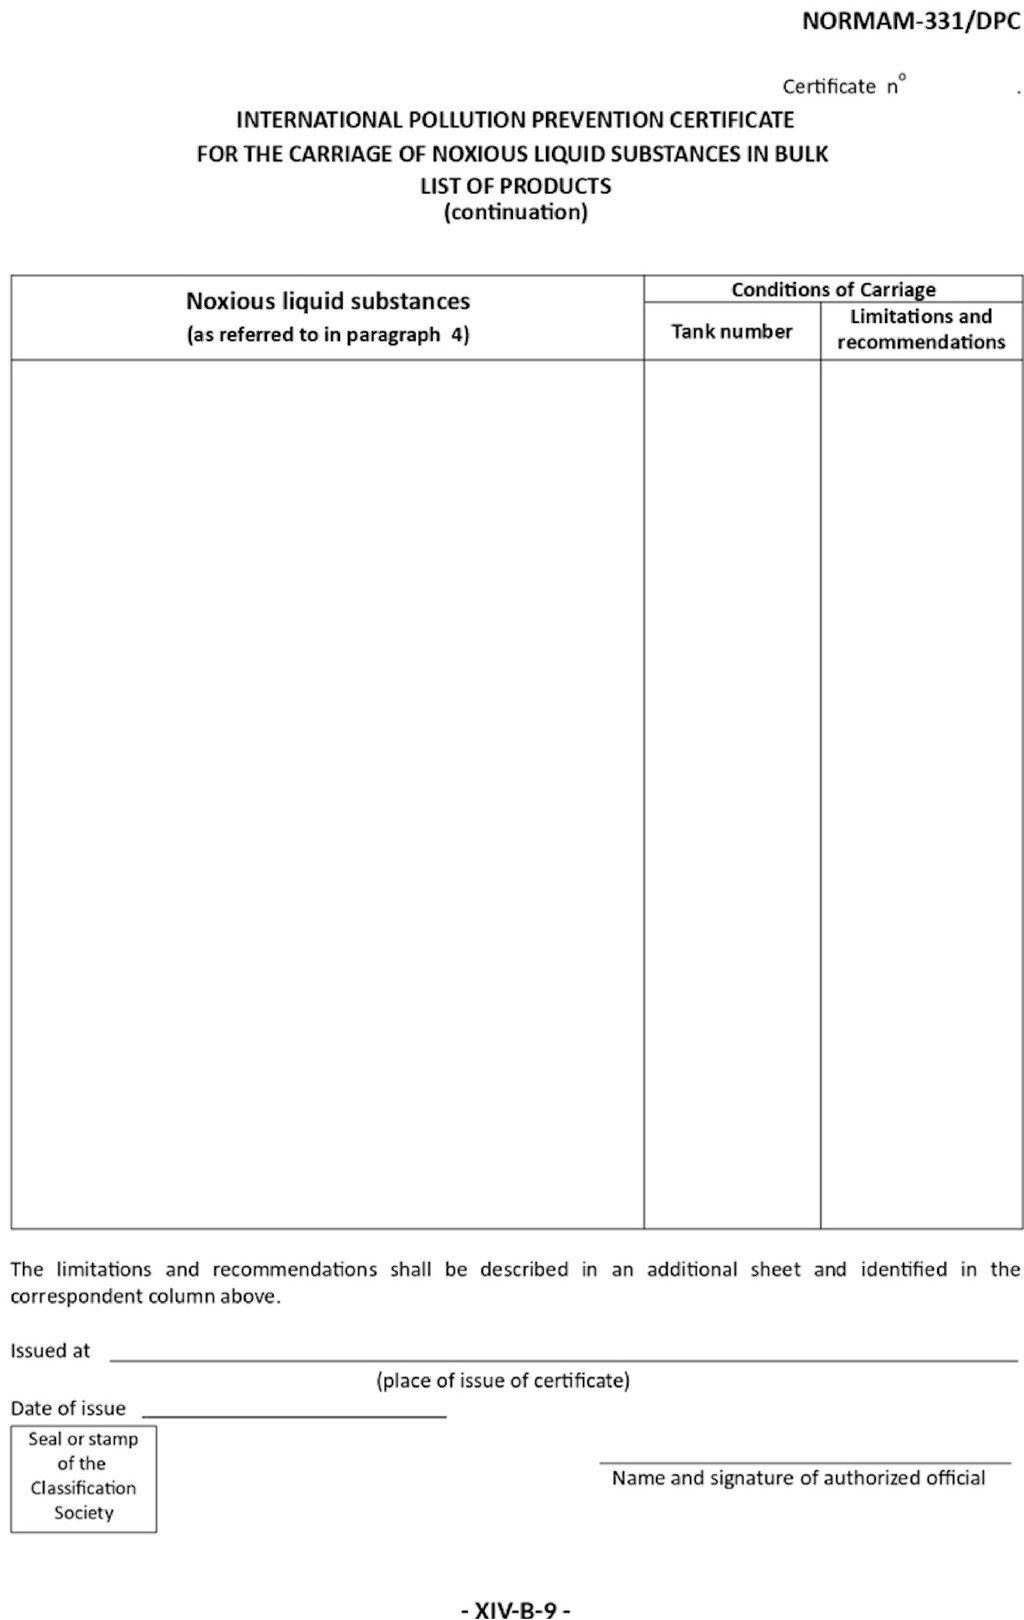 NORMAM-331/DPC
Certificate nº .
INTERNATIONAL POLLUTION PREVENTION CERTIFICATE
FOR THE CARRIAGE OF NOXIOUS LIQUID SUBSTANCES IN BULK
LIST OF PRODUCTS
(continuation)
Noxious liquid substances
(as referred to in paragraph 4)
Conditions of Carriage
Tank number
Limitations and
recommendations
The limitations and recommendations shall be described in an additional sheet and identified in the
correspondent column above.
Issued at
(place of issue of certificate)
Date of issue
Seal or stamp
of the
Classification
Society
Name and signature of authorized official
- XIV-B-9 -